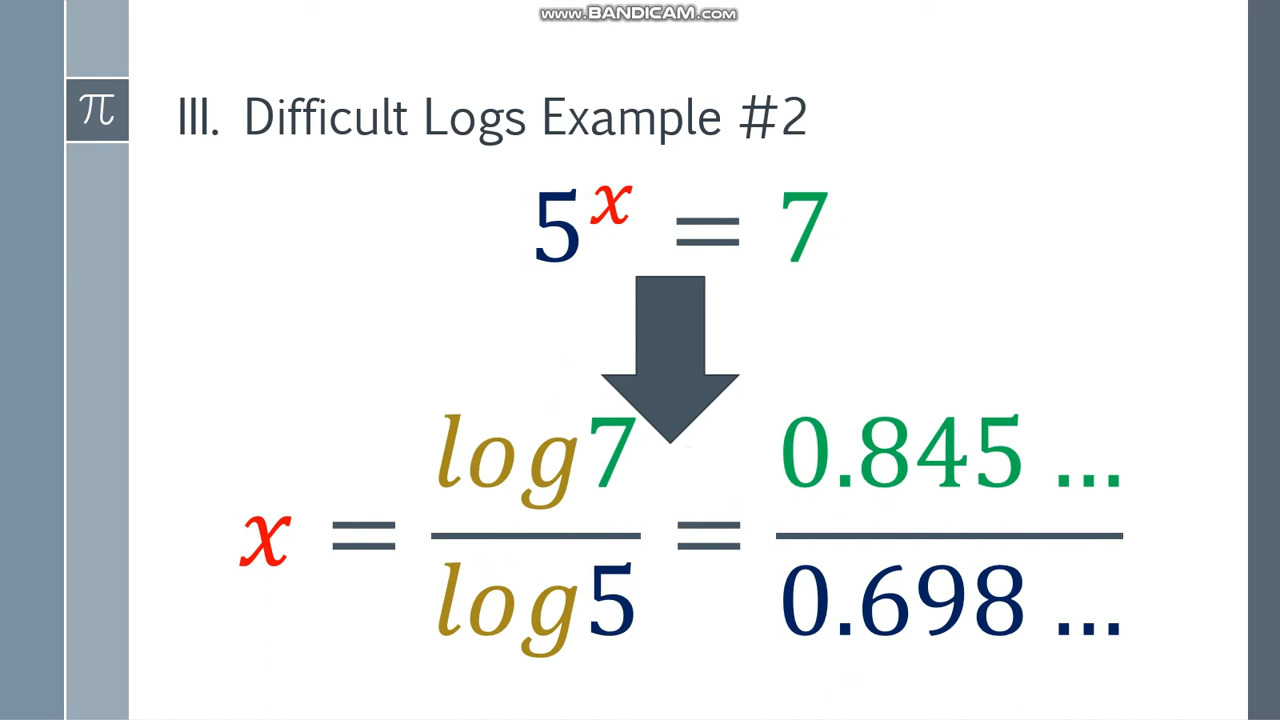 www.BANDICAM.com
π
III. Difficult Logs Example #2
5^x = 7
x = log7/log5 = 0.845 .../0.698 ...